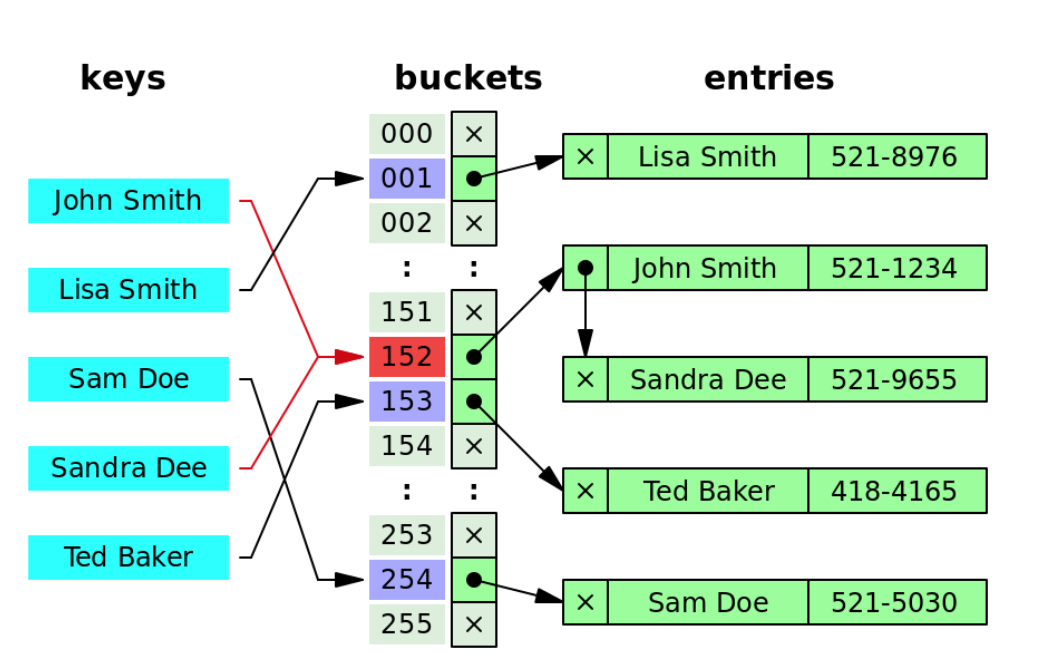 keys buckets entries
000 ×
Lisa Smith 521-8976
×
001
John Smith
002 ×
: :
John Smith 521-1234
Lisa Smith
151 ×
152
Sam Doe
Sandra Dee 521-9655
×
153
154 ×
Sandra Dee
: :
Ted Baker 418-4165
×
253 ×
Ted Baker
254
Sam Doe 521-5030
×
255 ×